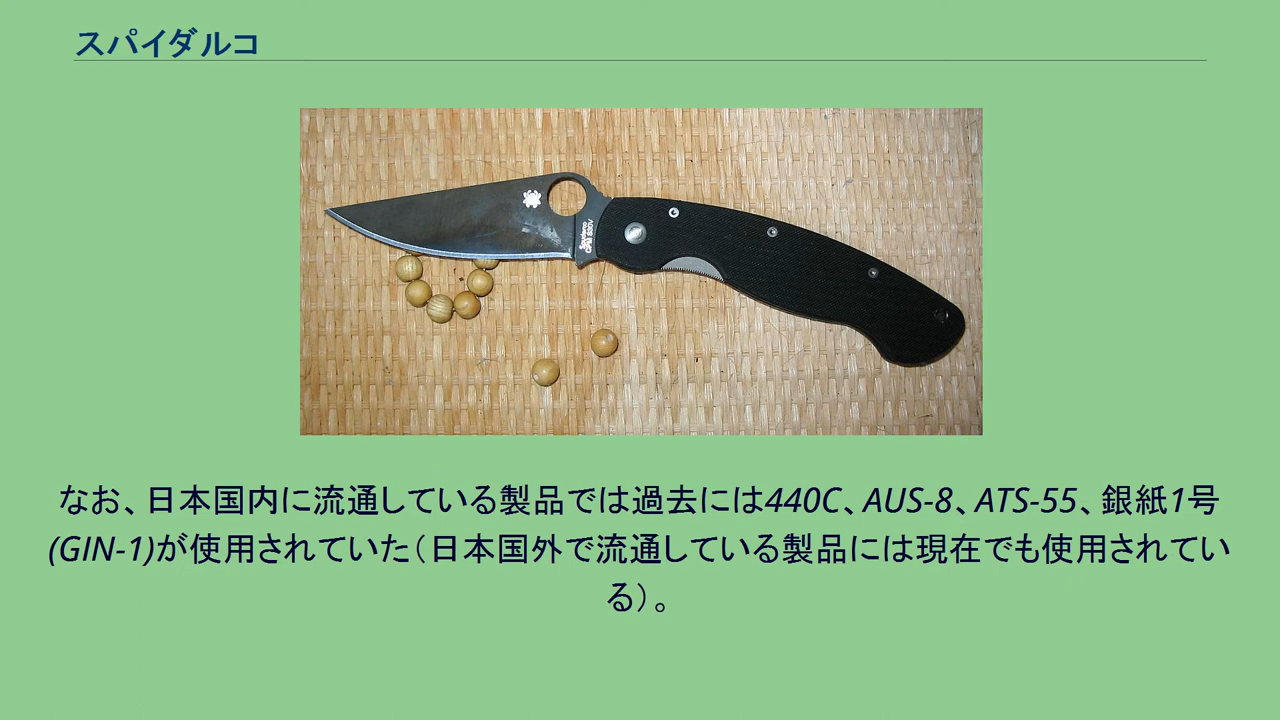 スパイダルコ
Spyderco
CPM S30V
なお、日本国内に流通している製品では過去には440C、AUS-8、ATS-55、銀紙1号
(GIN-1)が使用されていた（日本国外で流通している製品には現在でも使用されてい
る）。